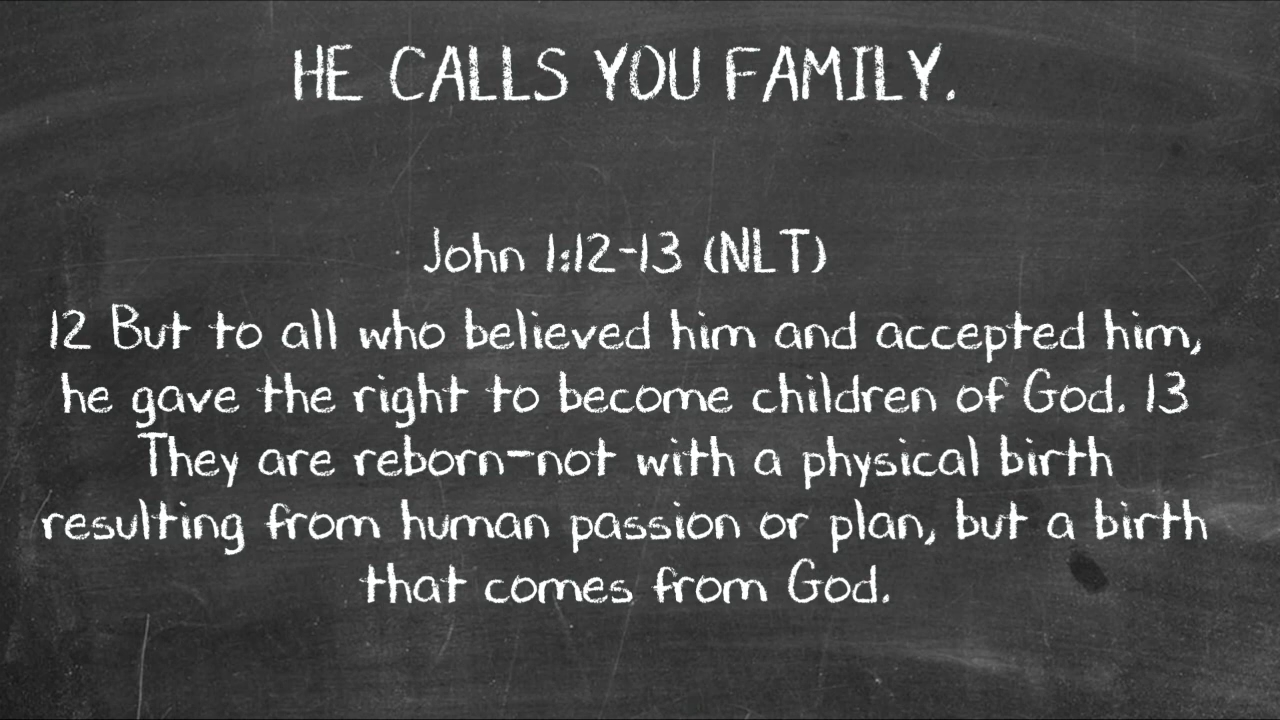 HE CALLS YOU FAMILY.
John 1:12-13 (NLT)
12 But to all who believed him and accepted him,
he gave the right to become children of God. 13
They are reborn-not with a physical birth
resulting from human passion or plan, but a birth
that comes from God.